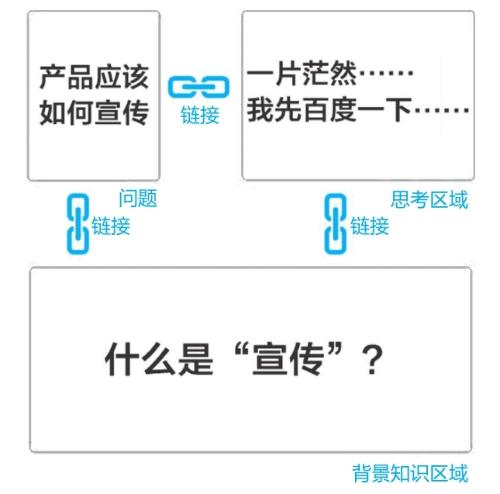 产品应该
如何宣传
链接
一片茫然……
我先百度一下……
问题
思考区域
链接
链接
什么是“宣传”？
背景知识区域